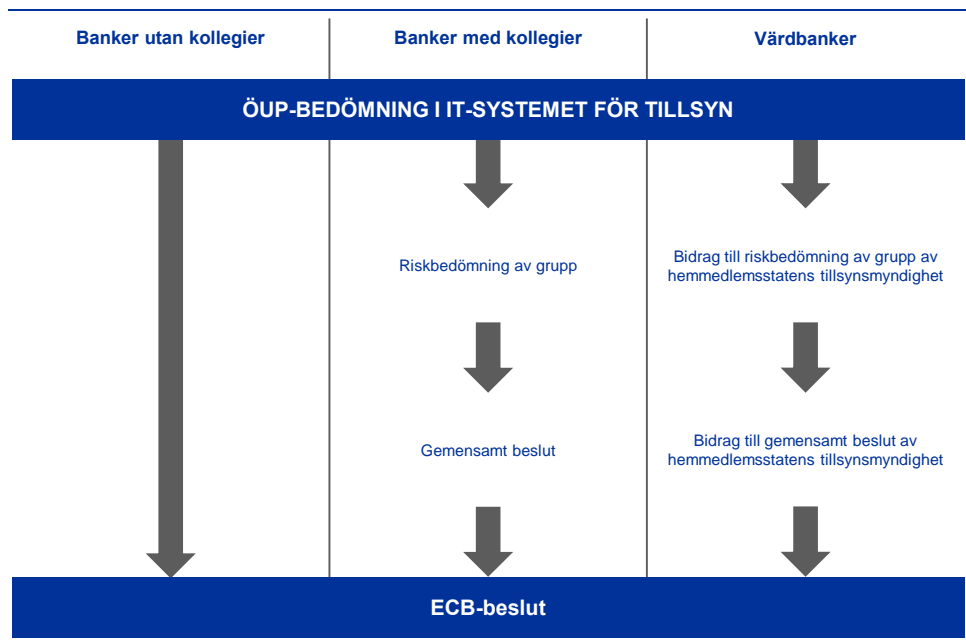 Banker utan kollegier
Banker med kollegier
Värdbanker
ÖUP-BEDÖMNING I IT-SYSTEMET FÖR TILLSYN
Riskbedömning av grupp
Bidrag till riskbedömning av grupp av
hemmedlemsstatens tillsynsmyndighet
Gemensamt beslut
Bidrag till gemensamt beslut av
hemmedlemsstatens tillsynsmyndighet
ECB-beslut